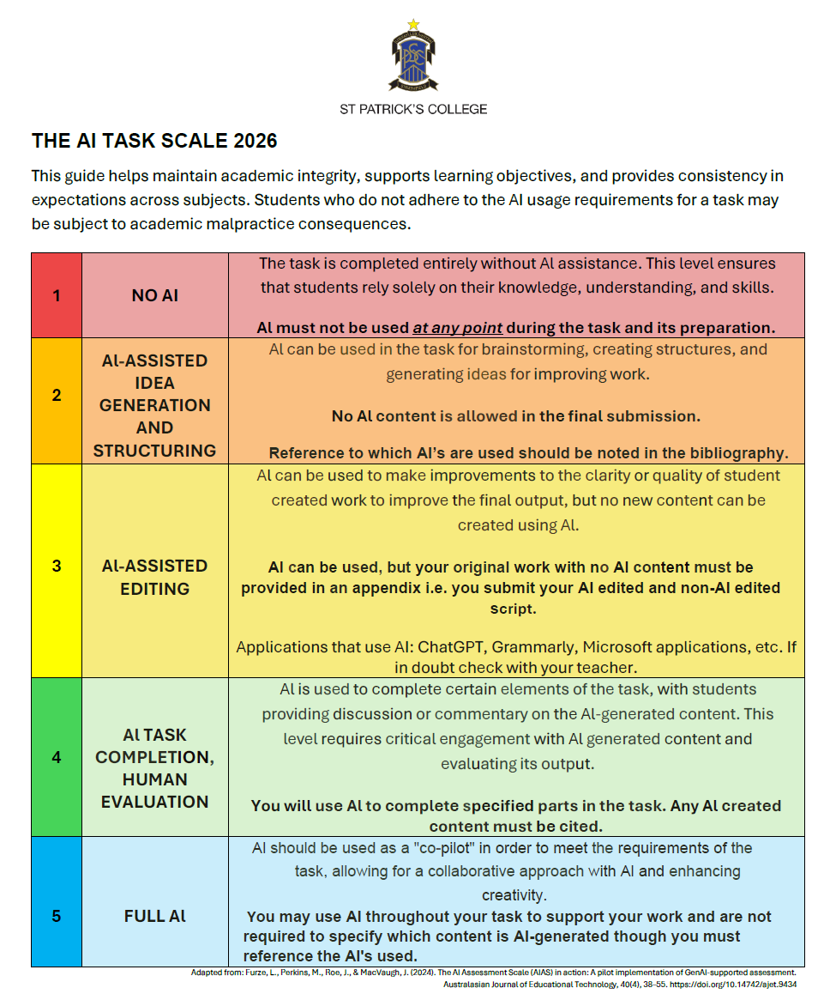 ST PATRICK'S COLLEGE
THE AI TASK SCALE 2026
This guide helps maintain academic integrity, supports learning objectives, and provides consistency in
expectations across subjects. Students who do not adhere to the AI usage requirements for a task may
be subject to academic malpractice consequences.
1
NO AI
The task is completed entirely without AI assistance. This level ensures
that students rely solely on their knowledge, understanding, and skills.
AI must not be used at any point during the task and its preparation.
2
AI-ASSISTED
IDEA
GENERATION
AND
STRUCTURING
AI can be used in the task for brainstorming, creating structures, and
generating ideas for improving work.
No AI content is allowed in the final submission.
Reference to which AI's are used should be noted in the bibliography.
3
AI-ASSISTED
EDITING
AI can be used to make improvements to the clarity or quality of student
created work to improve the final output, but no new content can be
created using AI.
AI can be used, but your original work with no AI content must be
provided in an appendix i.e. you submit your AI edited and non-AI edited
script.
Applications that use AI: ChatGPT, Grammarly, Microsoft applications, etc. If
in doubt check with your teacher.
4
AI TASK
COMPLETION,
HUMAN
EVALUATION
AI is used to complete certain elements of the task, with students
providing discussion or commentary on the AI-generated content. This
level requires critical engagement with AI generated content and
evaluating its output.
You will use AI to complete specified parts in the task. Any AI created
content must be cited.
5
FULL AI
AI should be used as a "co-pilot" in order to meet the requirements of the
task, allowing for a collaborative approach with AI and enhancing
creativity.
You may use AI throughout your task to support your work and are not
required to specify which content is AI-generated though you must
reference the AI's used.
Adapted from: Furze, L., Perkins, M., Roe, J., & MacVaugh, J. (2024). The AI Assessment Scale (AIAS) in action: A pilot implementation of GenAI-supported assessment.
Australasian Journal of Educational Technology, 40(4), 38–55. https://doi.org/10.14742/ajet.9434